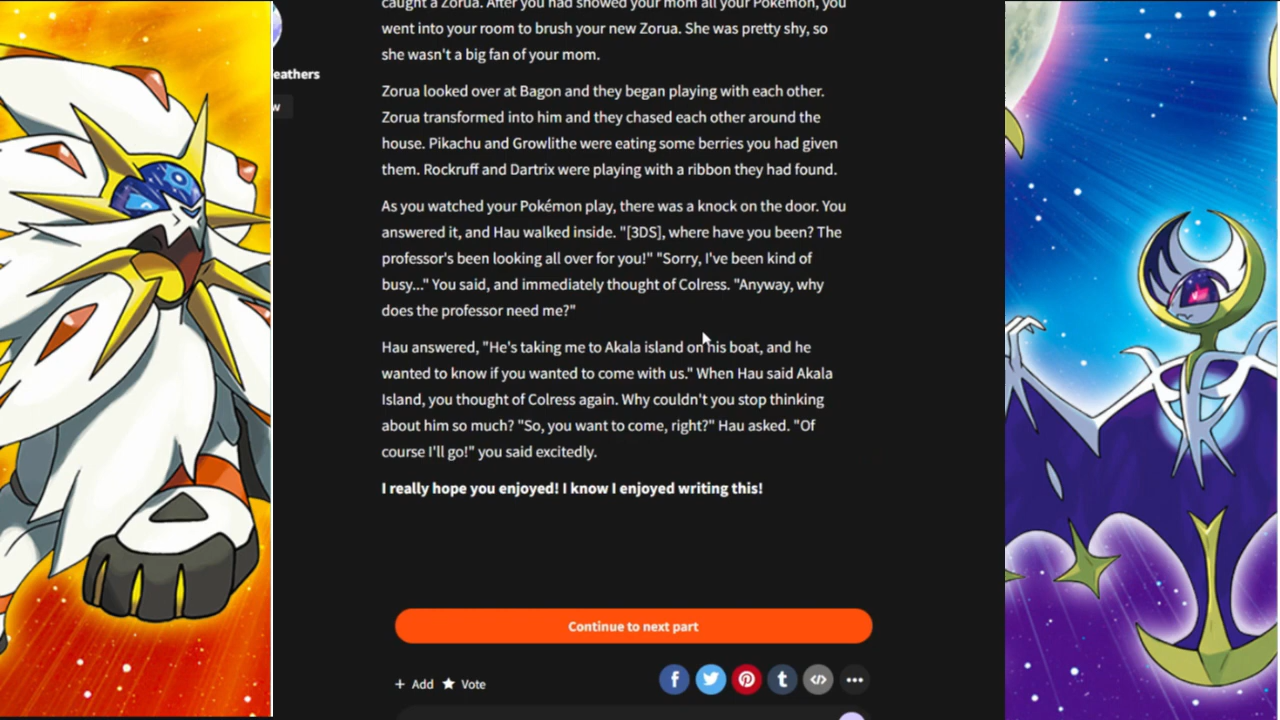 caught a Zorua. After you had showed your mom all your Pokémon, you
went into your room to brush your new Zorua. She was pretty shy, so
she wasn't a big fan of your mom.
eathers
w
Zorua looked over at Bagon and they began playing with each other.
Zorua transformed into him and they chased each other around the
house. Pikachu and Growlithe were eating some berries you had given
them. Rockruff and Dartrix were playing with a ribbon they had found.
As you watched your Pokémon play, there was a knock on the door. You
answered it, and Hau walked inside. "[3DS], where have you been? The
professor's been looking all over for you!" "Sorry, I've been kind of
busy..." You said, and immediately thought of Colress. "Anyway, why
does the professor need me?"
Hau answered, "He's taking me to Akala island on his boat, and he
wanted to know if you wanted to come with us." When Hau said Akala
Island, you thought of Colress again. Why couldn't you stop thinking
about him so much? "So, you want to come, right?" Hau asked. "Of
course I'll go!" you said excitedly.
I really hope you enjoyed! I know I enjoyed writing this!
Continue to next part
+ Add ★ Vote